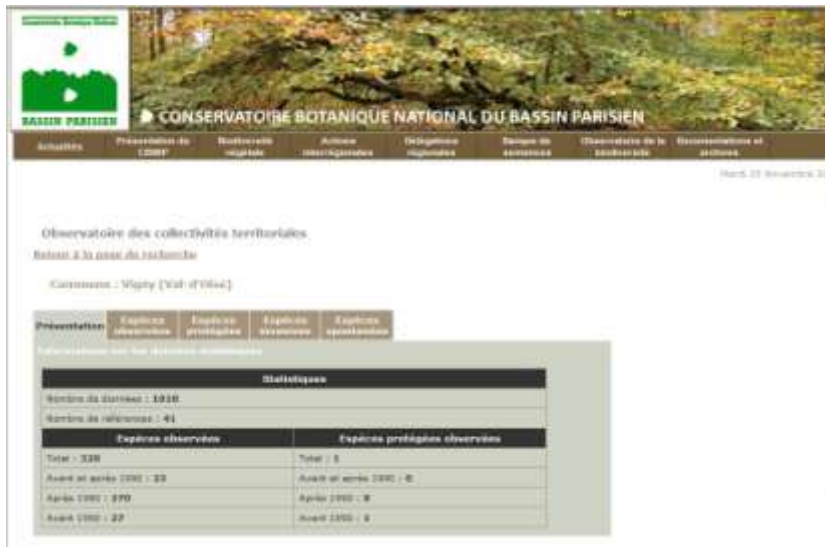 BASSIN PARISIEN
CONSERVATOIRE BOTANIQUE NATIONAL DU BASSIN PARISIEN
Actualités
Présentation du CBNBP
Biodiversité végétale
Actions interrégionales
Délégations régionales
Banque de semences
Observatoire de la biodiversité
Documentations et archives
Observatoire des collectivités territoriales
Retour à la page de recherche
Commune : Vigny (Val d'Oise)
Présentation
Espèces observées
Espèces protégées
Espèces
Espèces
Statistiques
Nombre de données : 1010
Nombre de références : 41
Espèces observées
Espèces protégées observées
Total :
Total : 1
Avant et après 1990 :
Avant et après 1990 : 0
Après 1990 : 270
Après 1990 : 0
Avant 1990 : 27
Avant 1990 : 1